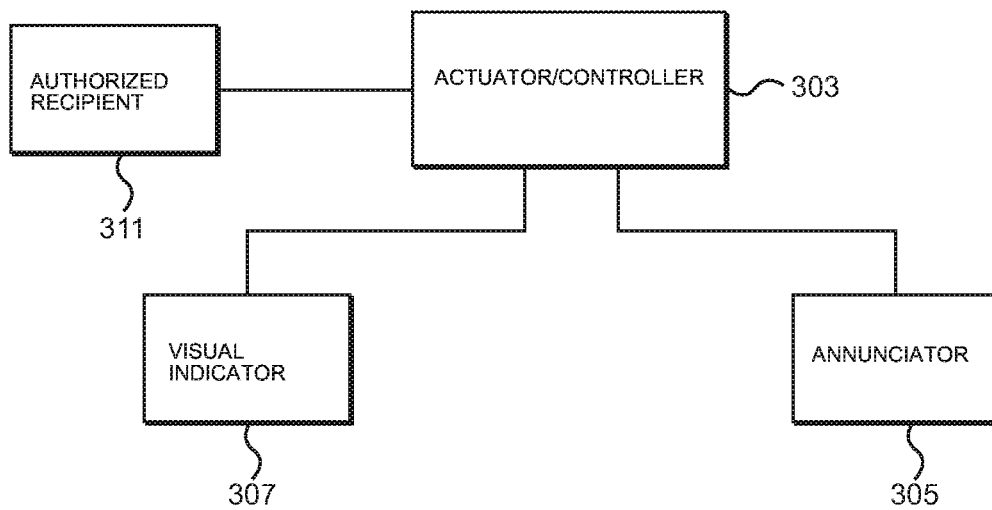 AUTHORIZED
RECIPIENT
311
ACTUATOR/CONTROLLER
303
VISUAL
INDICATOR
307
ANNUNCIATOR
305